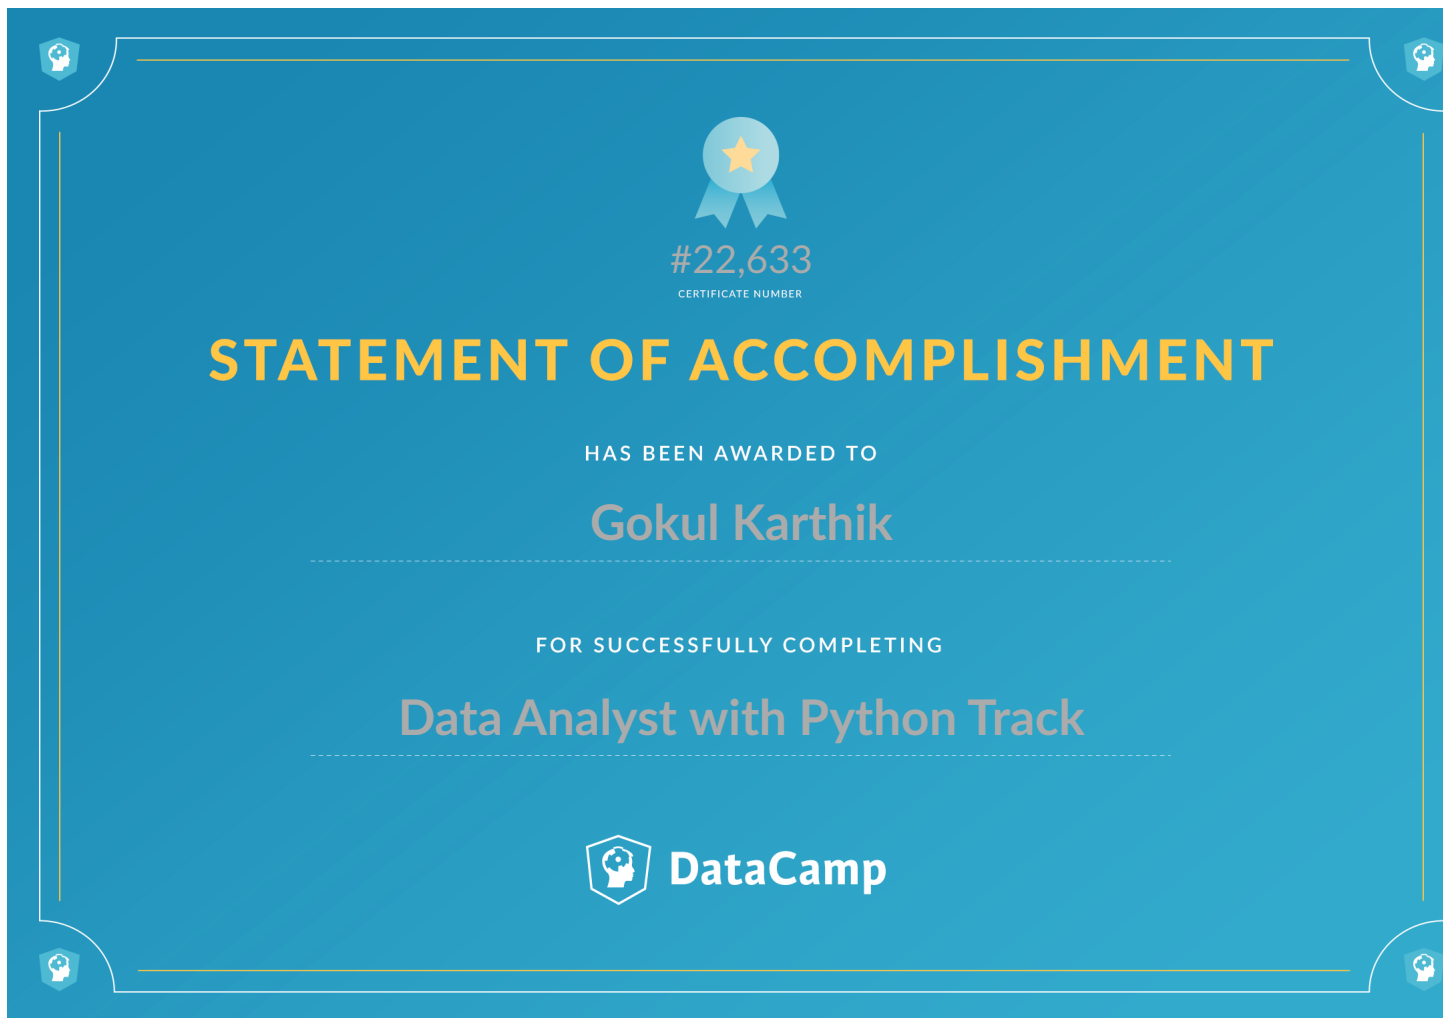 #22,633
CERTIFICATE NUMBER
STATEMENT OF ACCOMPLISHMENT
HAS BEEN AWARDED TO
Gokul Karthik
FOR SUCCESSFULLY COMPLETING
Data Analyst with Python Track
DataCamp